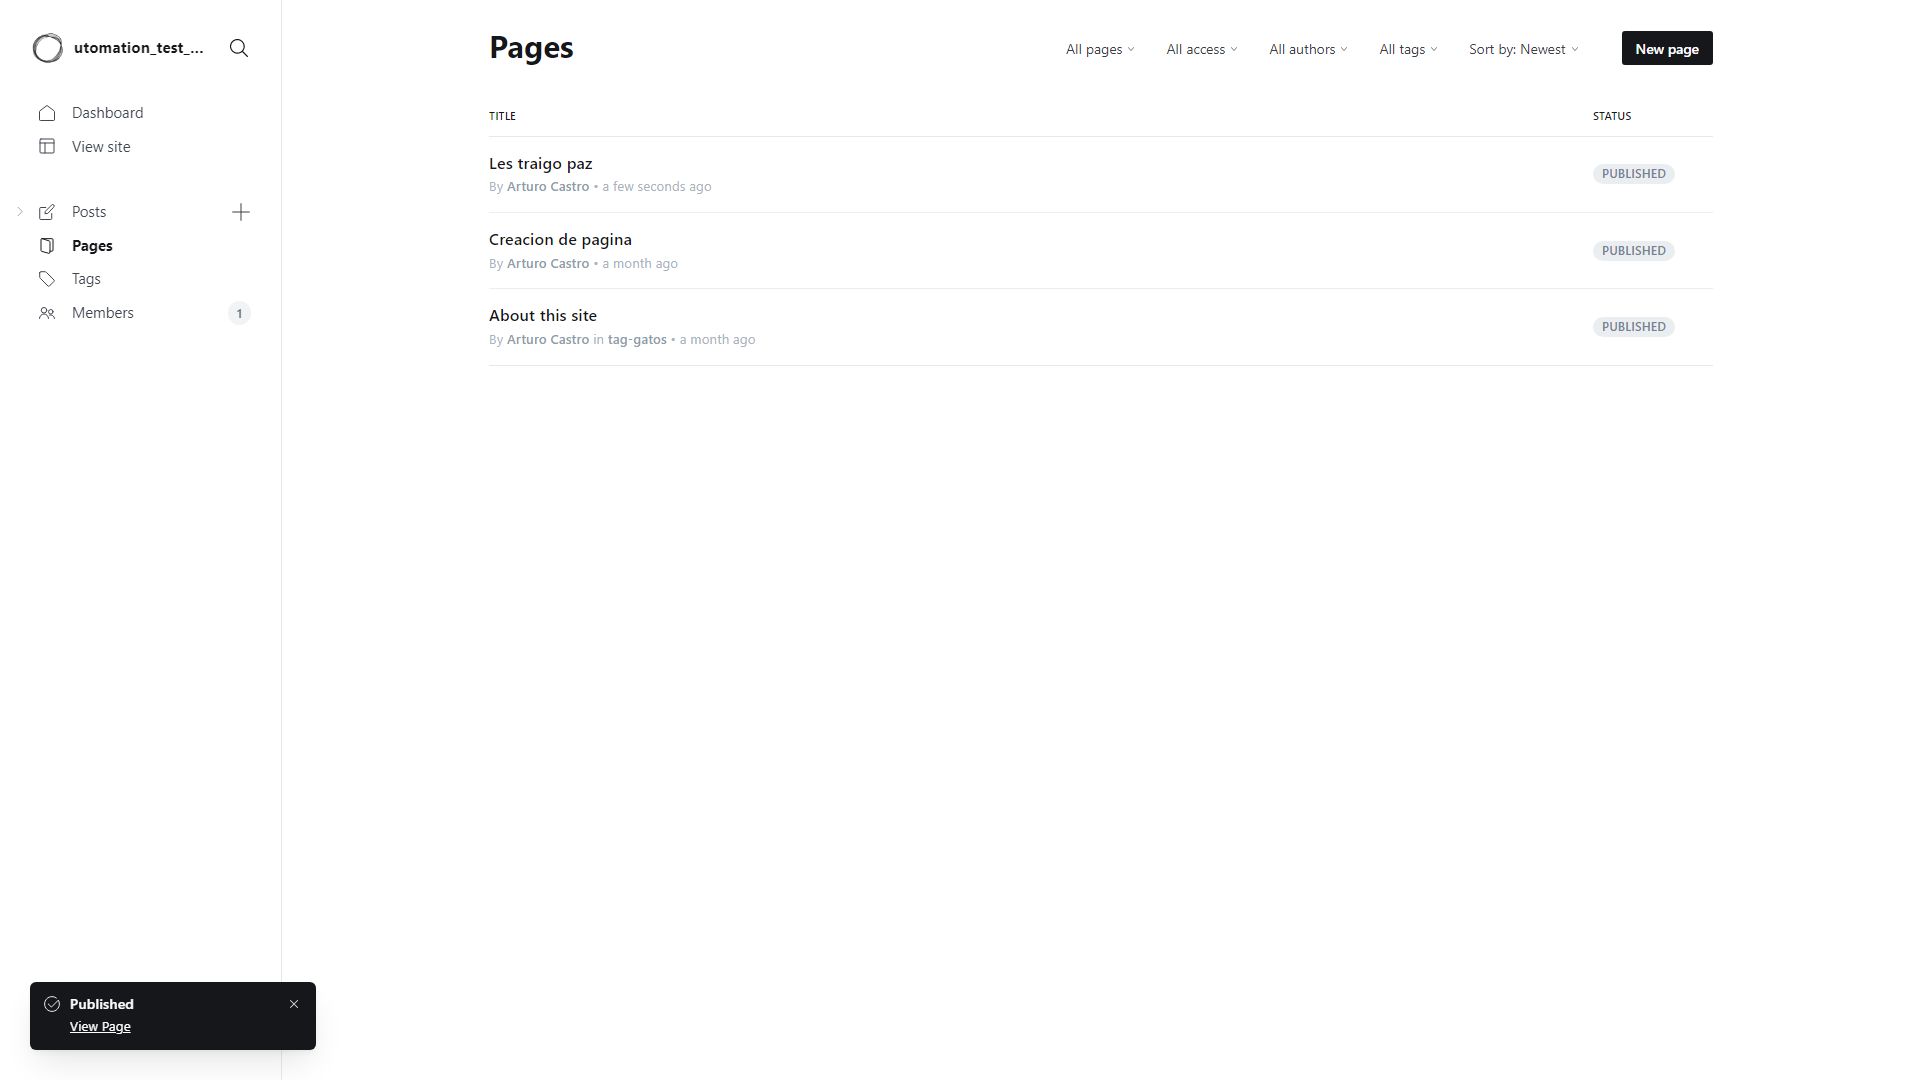 utomation_test_...
Dashboard
View site
Posts
Pages
Tags
Members
1
Pages
All pages
All access
All authors
All tags
Sort by: Newest
New page
TITLE
STATUS
Les traigo paz
By Arturo Castro • a few seconds ago
PUBLISHED
Creacion de pagina
By Arturo Castro • a month ago
PUBLISHED
About this site
By Arturo Castro in tag-gatos • a month ago
PUBLISHED
Published
View Page